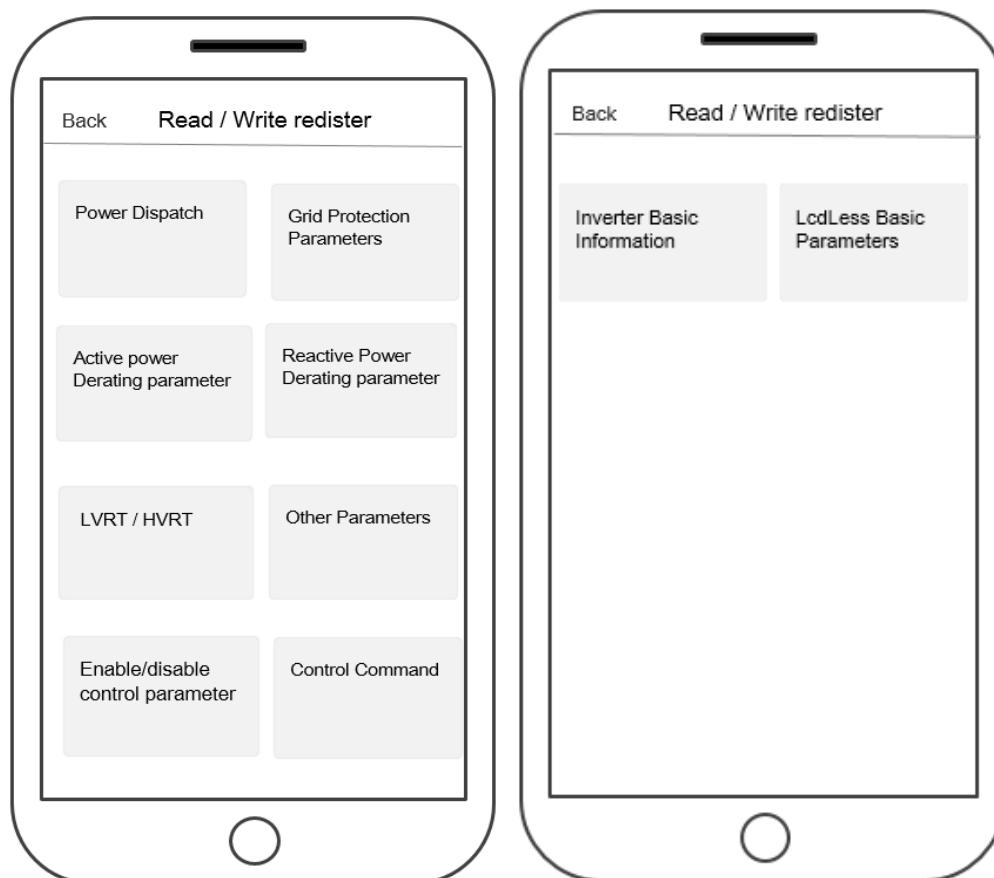 Back Read / Write redister
Power Dispatch
Grid Protection
Parameters
Active power
Derating parameter
Reactive Power
Derating parameter
LVRT / HVRT
Other Parameters
Enable/disable
control parameter
Control Command
Back Read / Write redister
Inverter Basic
Information
LcdLess Basic
Parameters